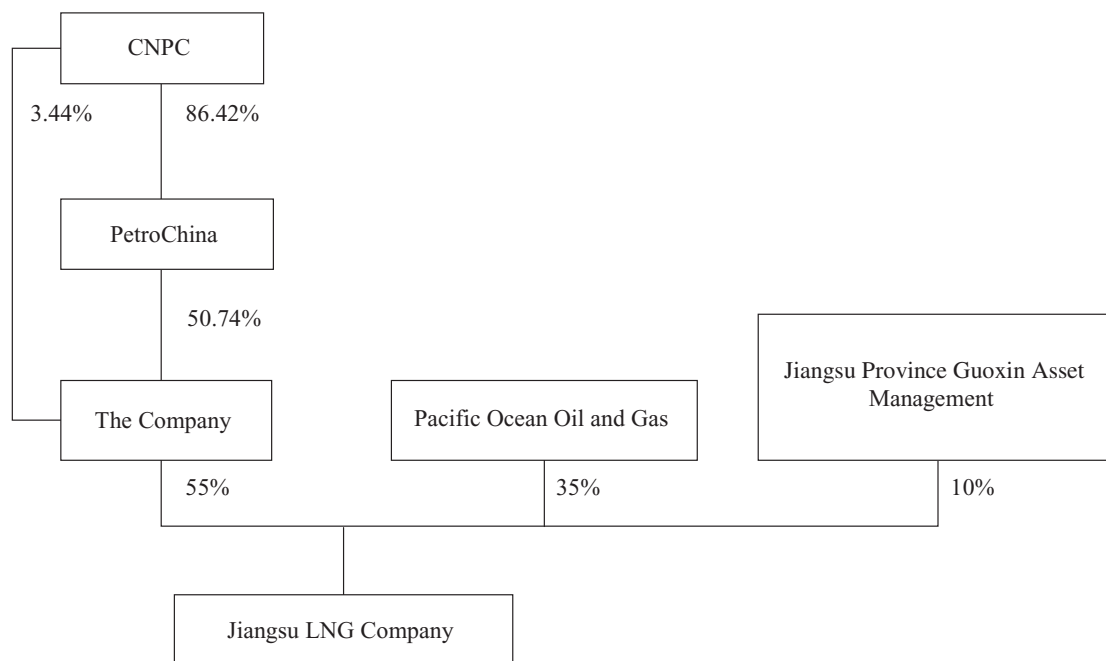 CNPC
3.44%
86.42%
PetroChina
50.74%
The Company
Pacific Ocean Oil and Gas
Jiangsu Province Guoxin Asset
Management
55%
35%
10%
Jiangsu LNG Company